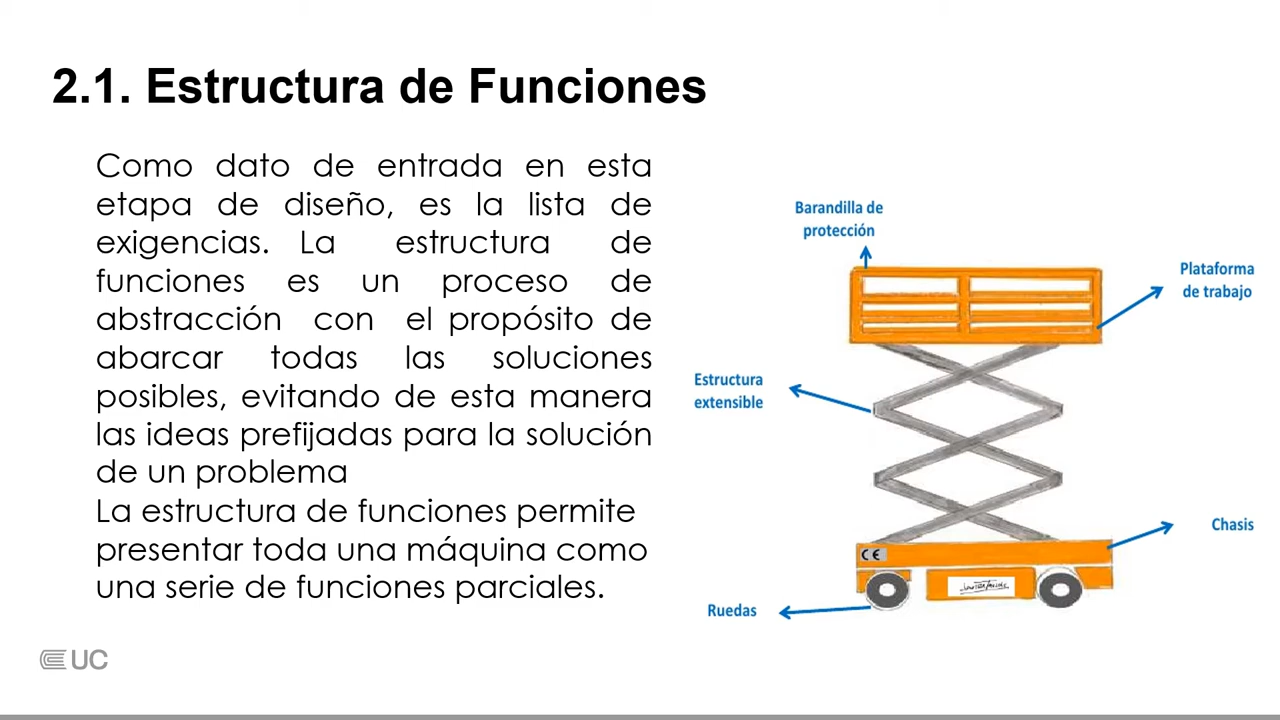 2.1. Estructura de Funciones
Como dato de entrada en esta
etapa de diseño, es la lista de
exigencias. La estructura de
funciones es un proceso de
abstracción con el propósito de
abarcar todas las soluciones
posibles, evitando de esta manera
las ideas prefijadas para la solución
de un problema
La estructura de funciones permite
presentar toda una máquina como
una serie de funciones parciales.
Barandilla de
protección
Plataforma
de trabajo
Estructura
extensible
Chasis
CE
Ruedas
UC